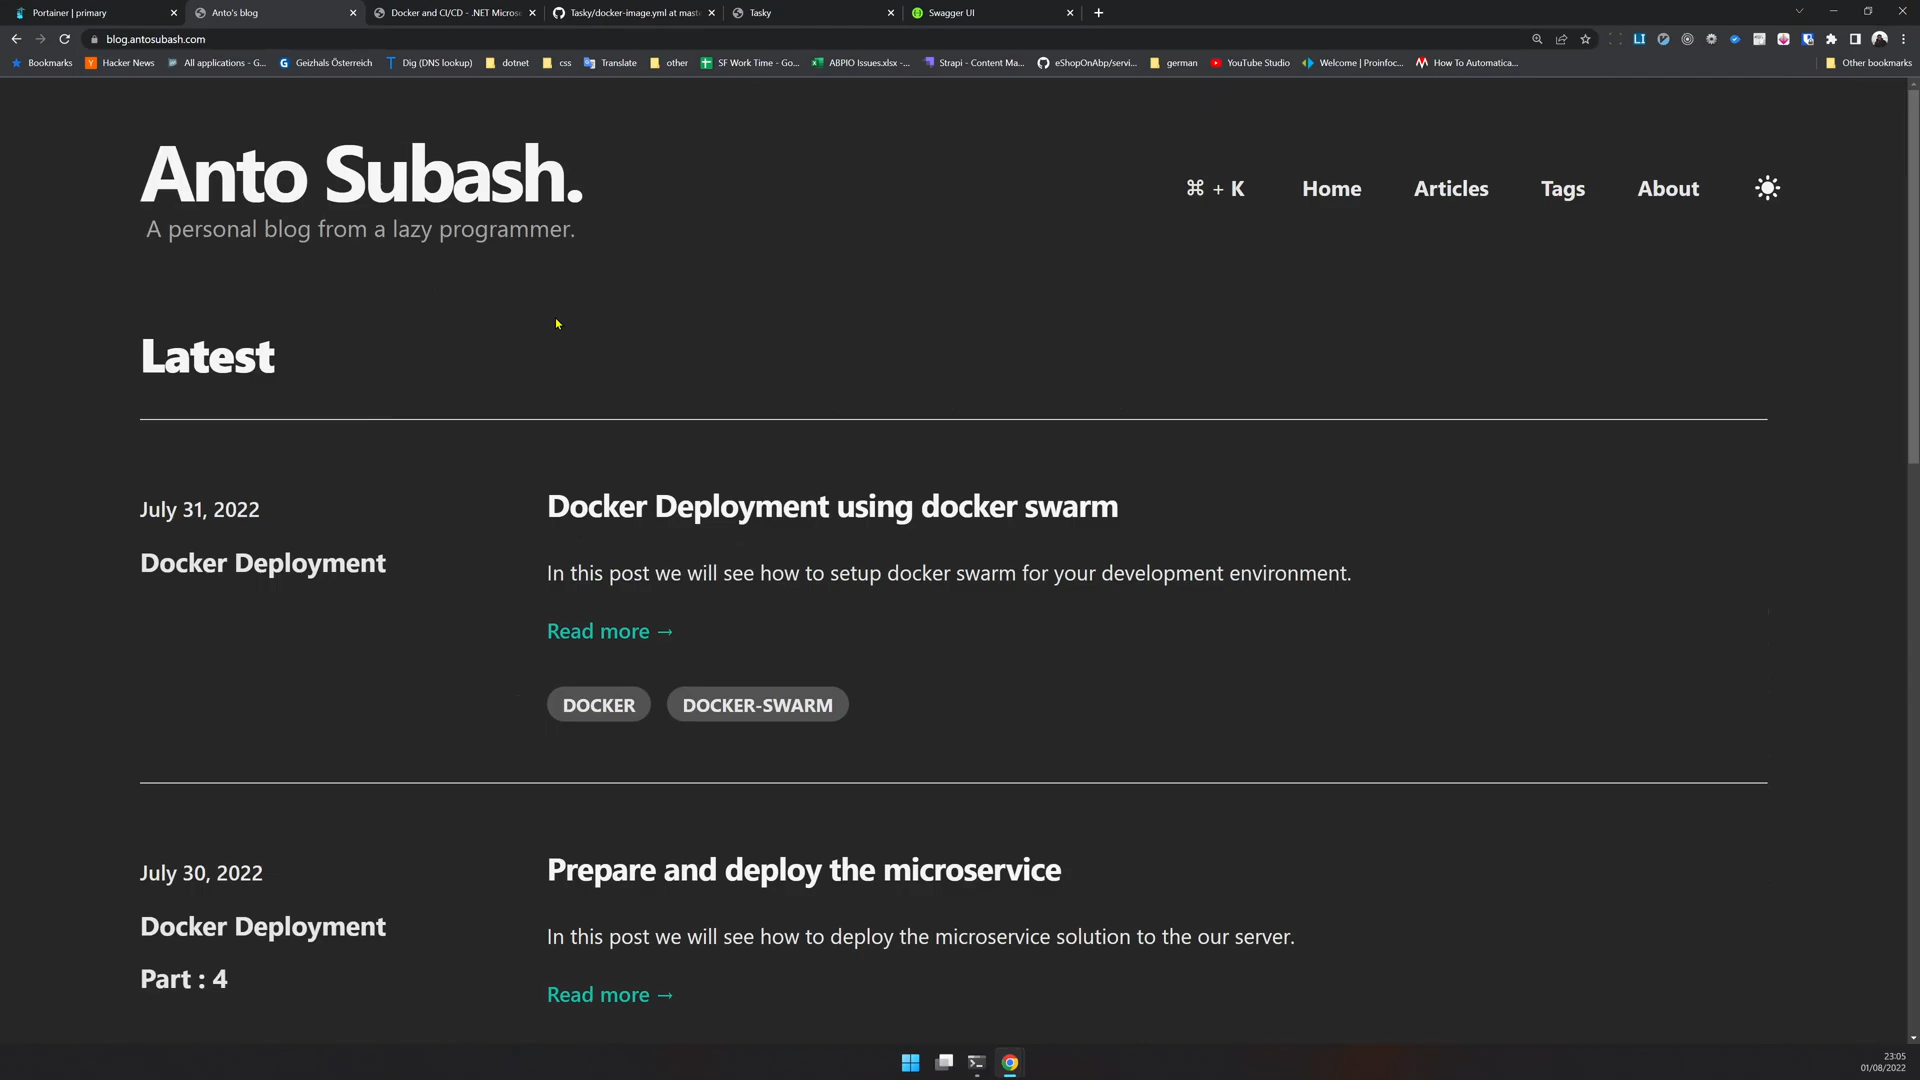 Portainer | primary
Anto's blog
Docker and CI/CD - .NET Micros
Tasky/docker-image.yml at mast
Tasky
Swagger UI
blog.antosubash.com
Bookmarks
Hacker News
All applications - G...
Geizhals Österreich
Dig (DNS lookup)
dotnet
css
Translate
other
SF Work Time - Go...
ABPIO Issues.xlsx -...
Strapi - Content Ma...
eShopOnAbp/servi...
german
YouTube Studio
Welcome | Proinfoc...
How To Automatica...
Other bookmarks
Anto Subash.
A personal blog from a lazy programmer.
⌘ + K
Home
Articles
Tags
About
Latest
July 31, 2022
Docker Deployment
Docker Deployment using docker swarm
In this post we will see how to setup docker swarm for your development environment.
Read more →
DOCKER
DOCKER-SWARM
July 30, 2022
Docker Deployment
Part : 4
Prepare and deploy the microservice
In this post we will see how to deploy the microservice solution to the our server.
Read more →
23:05
01/08/2022